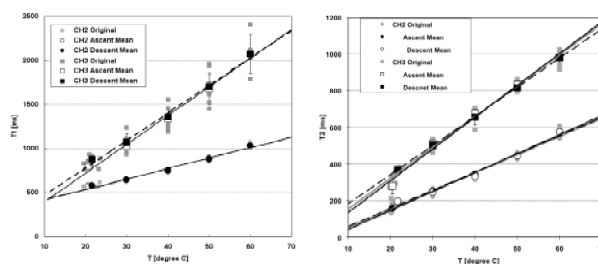 2500
2000
1500
1000
500
0
10 20 30 40 50 60 70
T [degree C]
T1 [ms]
CH2 Original
CH2 Ascent Mean
CH2 Descent Mean
CH3 Original
CH3 Ascent Mean
CH3 Descent Mean
1200
1000
800
600
400
200
0
10 20 30 40 50 60 70
T [degree C]
T2 [ms]
CH2 Original
Ascent Mean
Descent Mean
CH3 Original
Ascent Mean
Descnet Mean